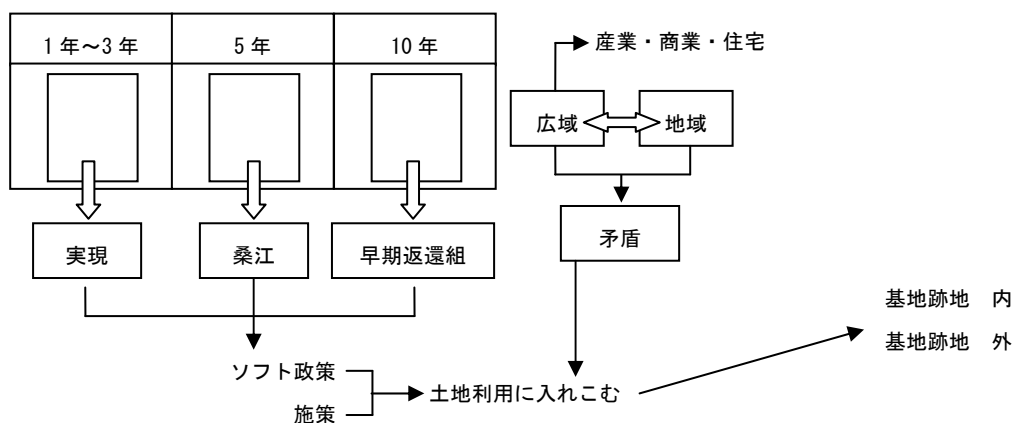 1年～3年
5年
10年
産業・商業・住宅
広域
地域
実現
桑江
早期返還組
矛盾
基地跡地　内
基地跡地　外
ソフト政策
施策
土地利用に入れこむ